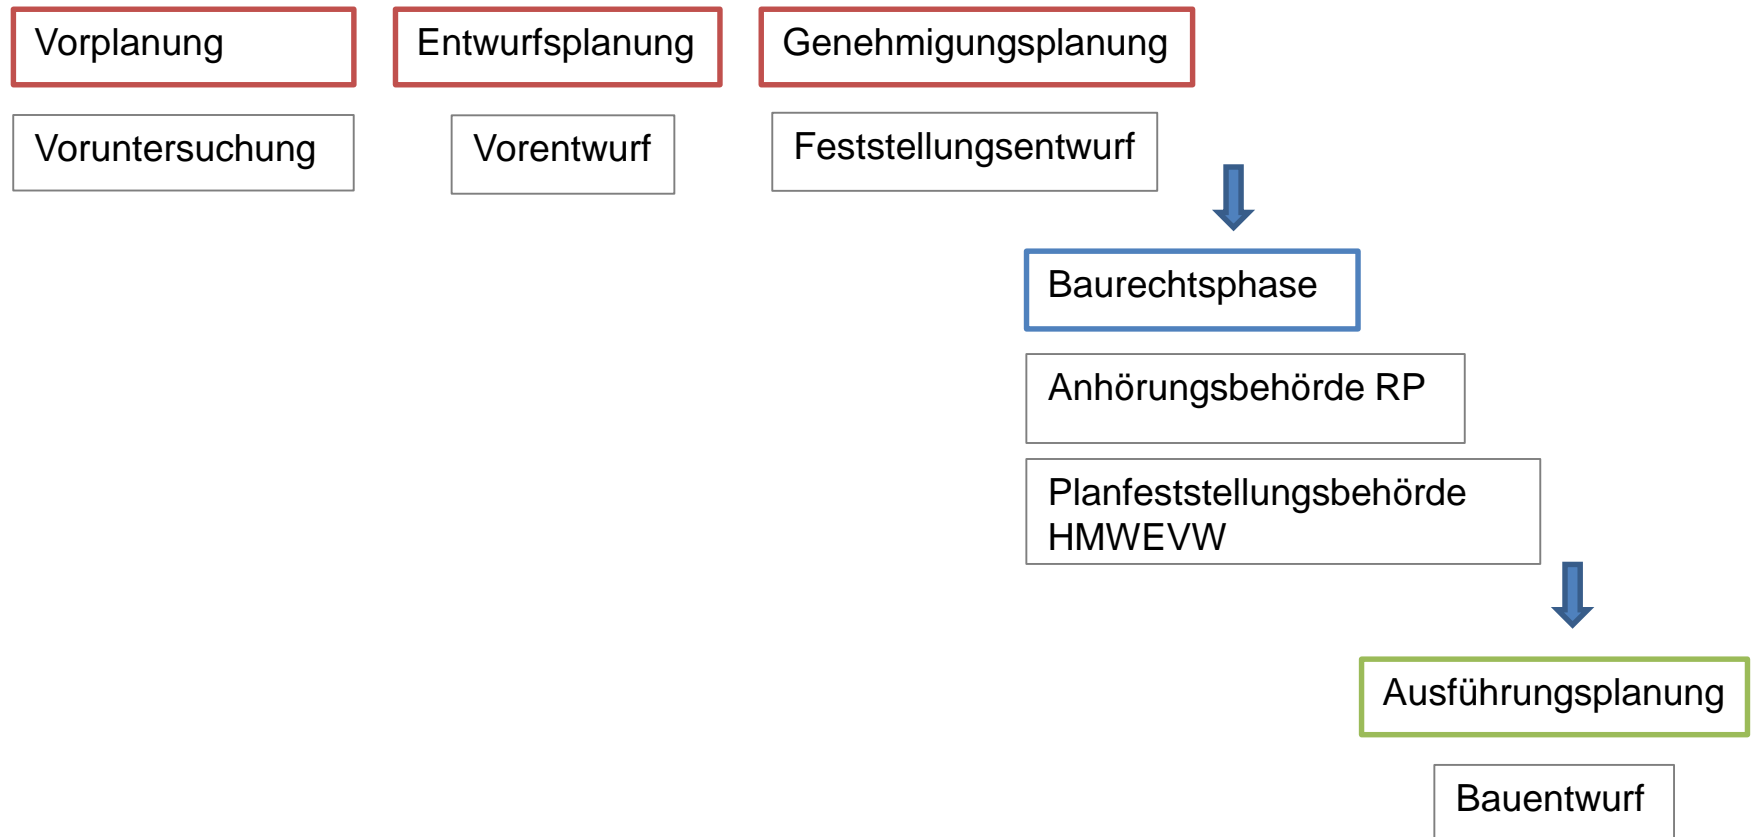 Vorplanung
Entwurfsplanung
Genehmigungsplanung
Voruntersuchung
Vorentwurf
Feststellungsentwurf
Baurechtsphase
Anhörungsbehörde RP
Planfeststellungsbehörde
HMWEVW
Ausführungsplanung
Bauentwurf